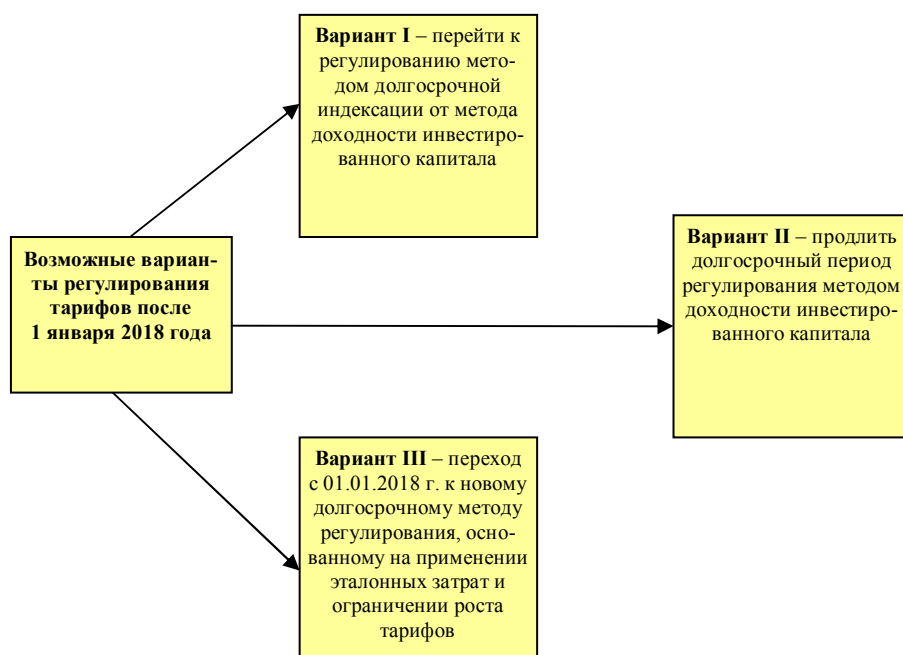 Возможные вариан-
ты регулирования
тарифов после
1 января 2018 года
Вариант I – перейти к
регулированию мето-
дом долгосрочной
индексации от метода
доходности инвестиро-
ванного капитала
Вариант II – продлить
долгосрочный период
регулирования методом
доходности инвестиро-
ванного капитала
Вариант III – переход
с 01.01.2018 г. к новому
долгосрочному методу
регулирования, осно-
ванному на применении
эталонных затрат и
ограничении роста
тарифов